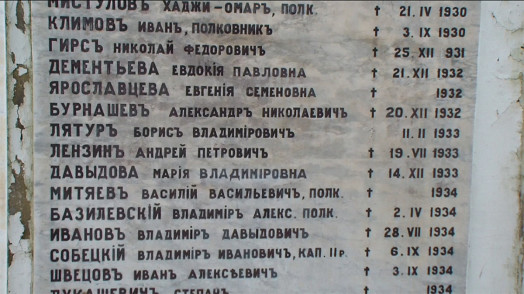 МИСТУЛОВЪ ХАДЖИ-ОМАРЪ, ПОЛК. † 21. IV 1930
КЛИМОВЪ ИВАНЪ, ПОЛКОВНИКЪ † 3. IX 1930
ГИРСЪ НИКОЛАЙ ФЕДОРОВИЧЪ † 25. XII 931
ДЕМЕНТЬЕВА ЕВДОКІЯ ПАВЛОВНА † 21. XII 1932
ЯРОСЛАВЦЕВА ЕВГЕНІЯ СЕМЕНОВНА † 1932
БУРНАШЕВЪ АЛЕКСАНДРЪ НИКОЛАЕВИЧЪ † 20. XII 1932
ЛЯТУРЪ БОРИСЪ ВЛАДИМІРОВИЧЪ 11. II 1933
ЛЕНЗИНЪ АНДРЕЙ ПЕТРОВИЧЪ † 19. VII 1933
ДАВЫДОВА МАРІЯ ВЛАДИМІРОВНА † 14. XII 1933
МИТЯЕВЪ ВАСИЛІЙ ВАСИЛЬЕВИЧЪ, ПОЛК. † 1934
БАЗИЛЕВСКІЙ ВЛАДИМІРЪ АЛЕКС. ПОЛК. † 2. IV 1934
ИВАНОВЪ ВЛАДИМІРЪ ДАВЫДОВИЧЪ † 28. VII 1934
СОБЕЦКІЙ ВЛАДИМІРЪ ИВАНОВИЧЪ, КАП. II Р. † 6. IX 1934
ШВЕЦОВЪ ИВАНЪ АЛЕКСѢЕВИЧЪ † 3. IX 1934
ЛУКАШЕВИЧЪ СТЕПАНЪ † 1934